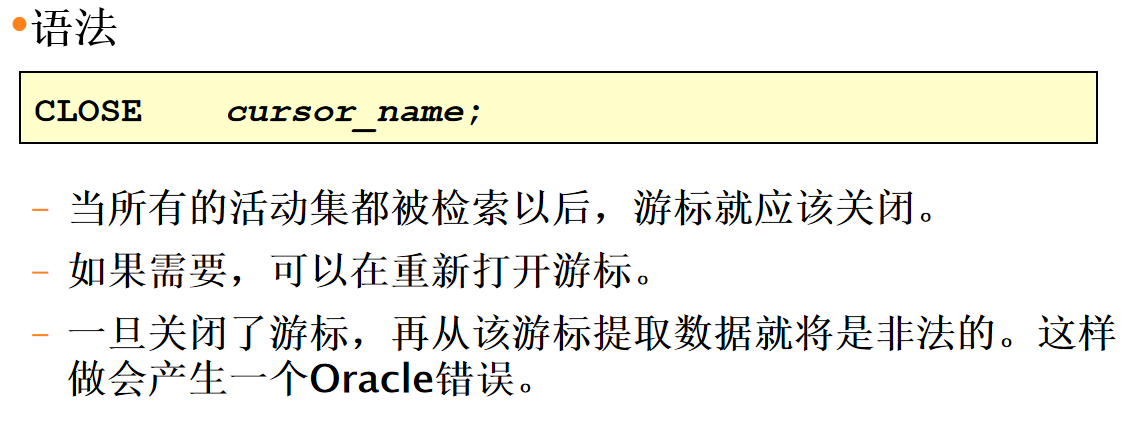 •语法
CLOSE cursor_name;
– 当所有的活动集都被检索以后，游标就应该关闭。
– 如果需要，可以在重新打开游标。
– 一旦关闭了游标，再从该游标提取数据就将是非法的。这样
做会产生一个Oracle错误。